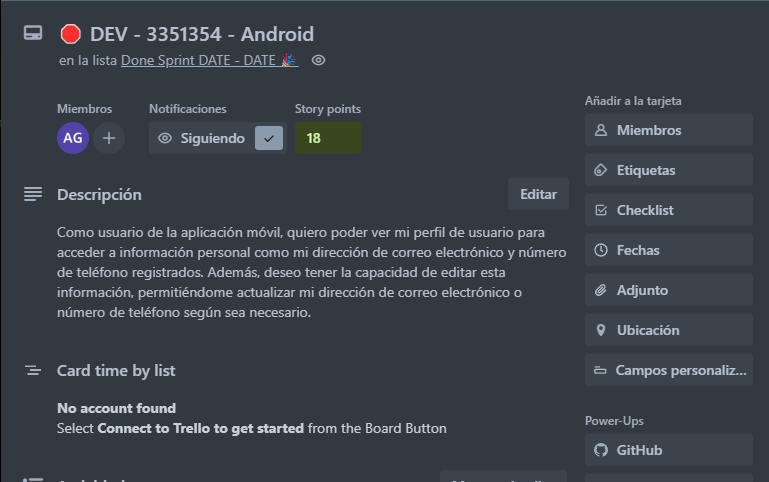 DEV - 3351354 - Android
en la lista Done Sprint DATE - DATE 🎉
Miembros
Notificaciones
Story points
AG
Siguiendo
18
Descripción
Editar
Como usuario de la aplicación móvil, quiero poder ver mi perfil de usuario para
acceder a información personal como mi dirección de correo electrónico y número
de teléfono registrados. Además, deseo tener la capacidad de editar esta
información, permitiéndome actualizar mi dirección de correo electrónico o
número de teléfono según sea necesario.
Card time by list
No account found
Select Connect to Trello to get started from the Board Button
Añadir a la tarjeta
Miembros
Etiquetas
Checklist
Fechas
Adjunto
Ubicación
Campos personaliz...
Power-Ups
GitHub